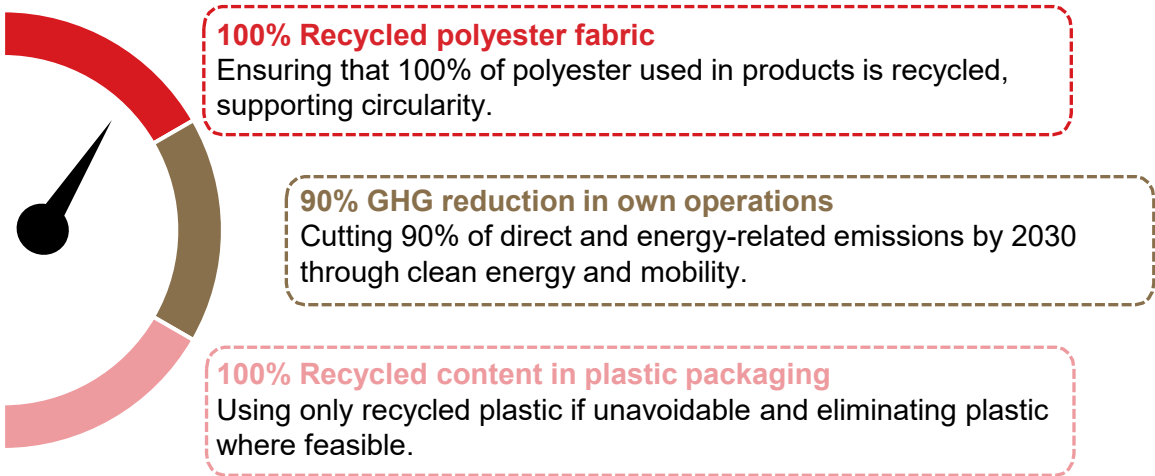 100% Recycled polyester fabric
Ensuring that 100% of polyester used in products is recycled,
supporting circularity.
90% GHG reduction in own operations
Cutting 90% of direct and energy-related emissions by 2030
through clean energy and mobility.
100% Recycled content in plastic packaging
Using only recycled plastic if unavoidable and eliminating plastic
where feasible.